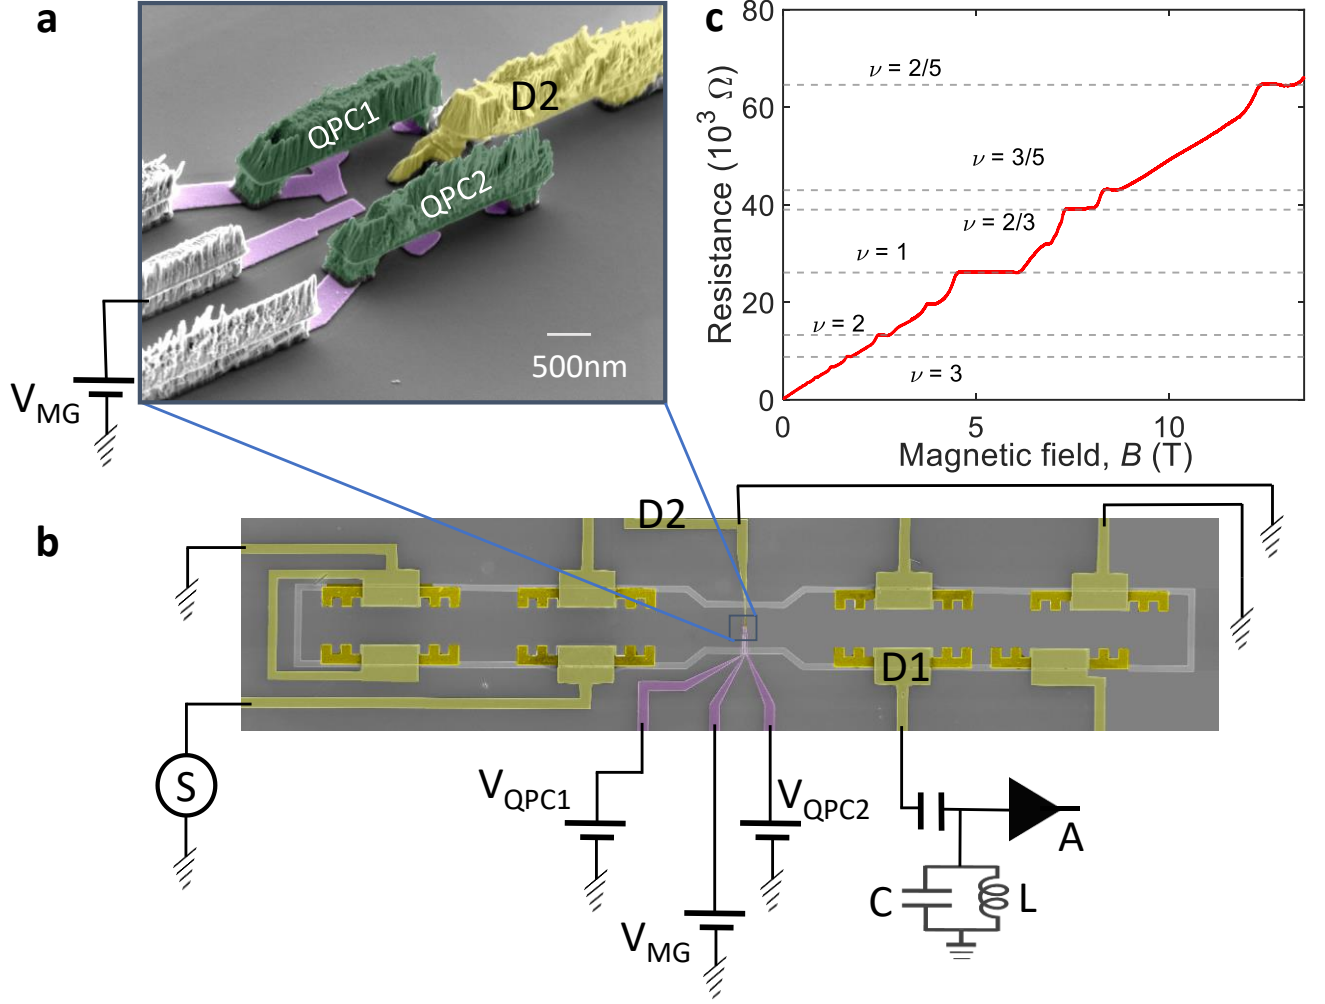 a
QPC1
D2
QPC2
500nm
V_MG
c
Resistance (10³ Ω)
80
60
40
20
0
ν = 2/5
ν = 3/5
ν = 2/3
ν = 1
ν = 2
ν = 3
0
5
10
Magnetic field, B (T)
b
D2
D1
S
V_QPC1
V_MG
V_QPC2
A
C
L